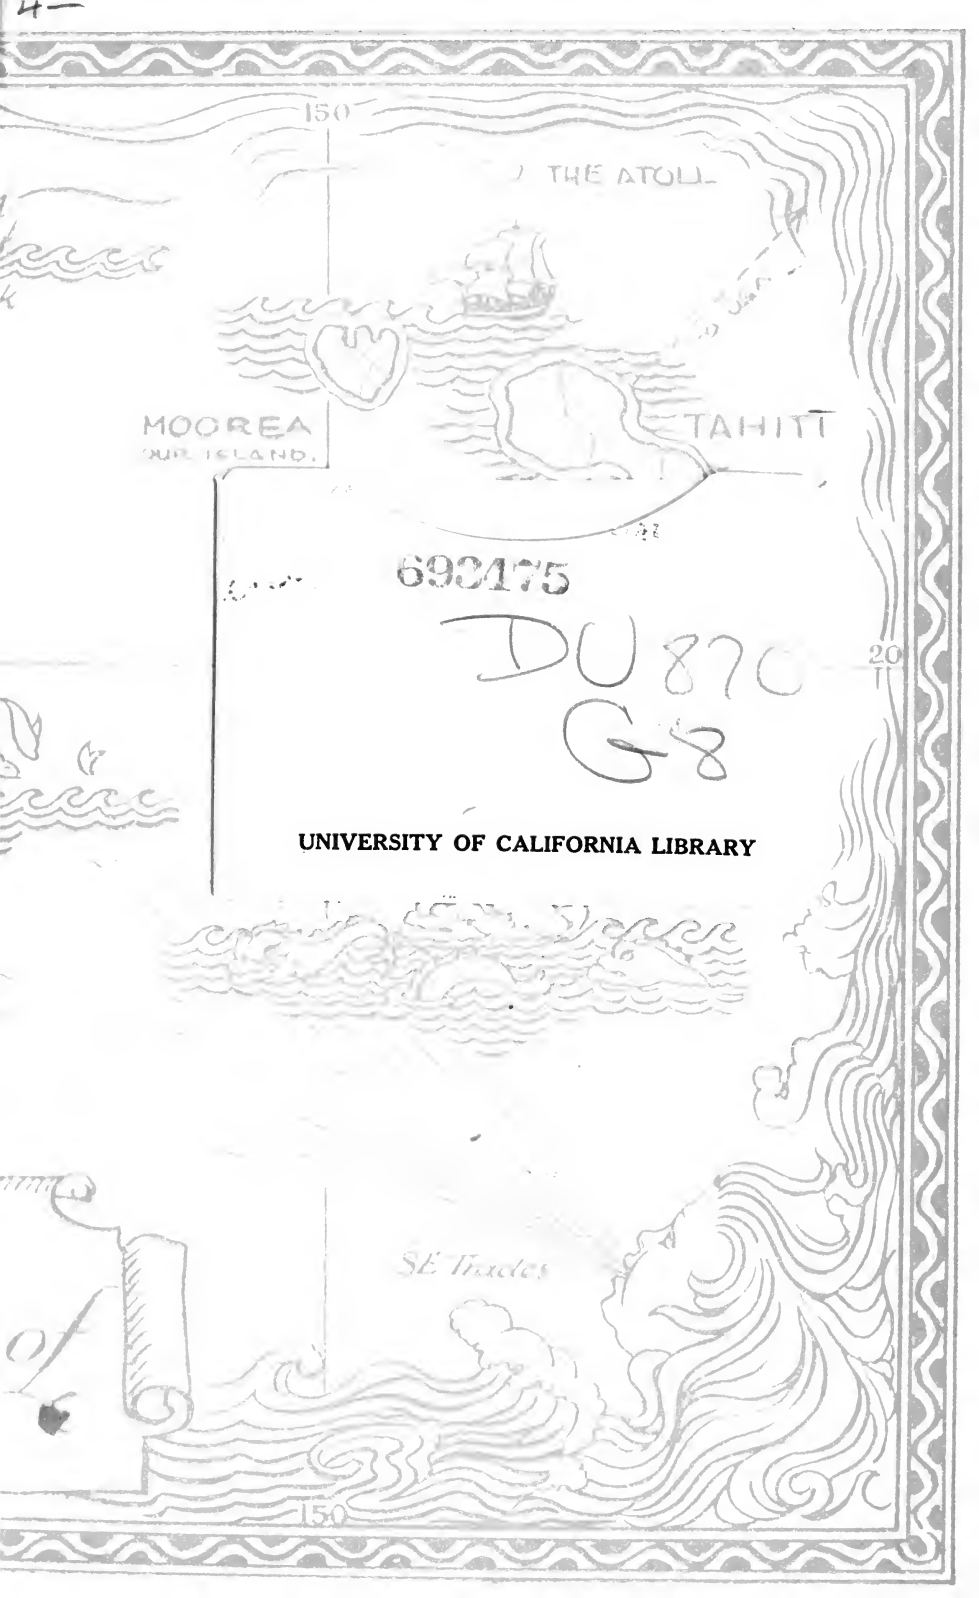 4—
150
THE ATOLL
MOOREA
OUR ISLAND.
TAHITI
693475
DU 870
G8
20
UNIVERSITY OF CALIFORNIA LIBRARY
SE Trades
of
150